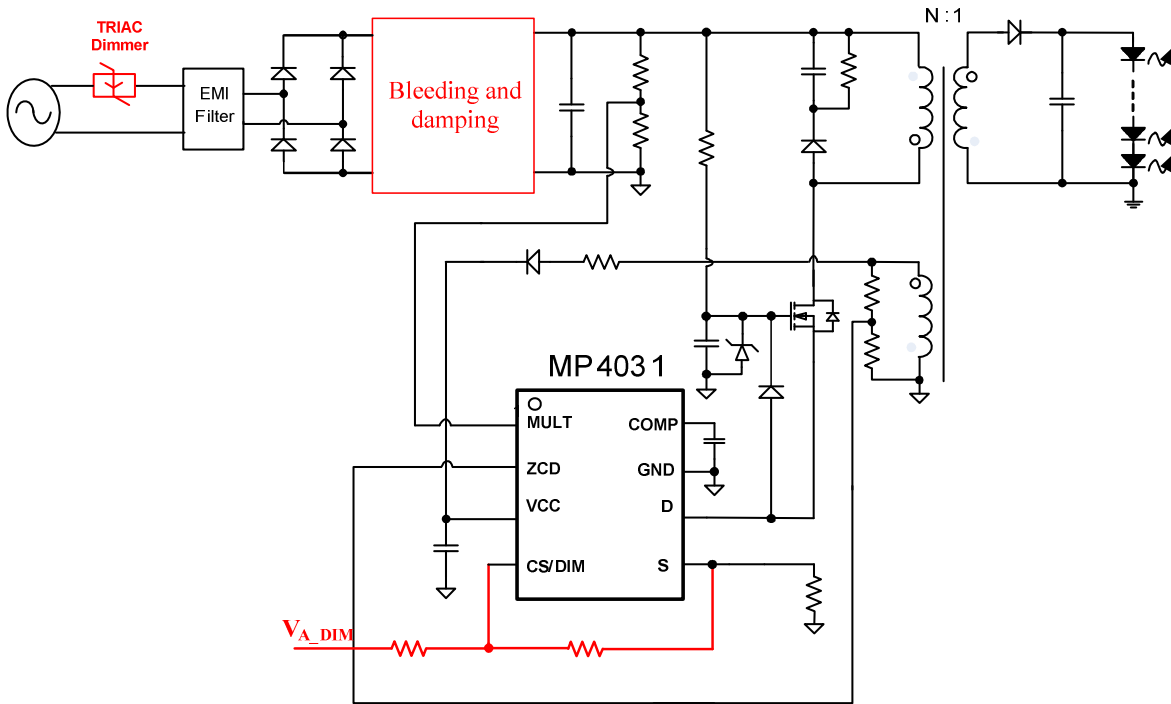 N : 1
TRIAC
Dimmer
EMI
Filter
Bleeding and
damping
MP4031
MULT
COMP
ZCD
GND
VCC
D
CS/DIM
S
VA_DIM